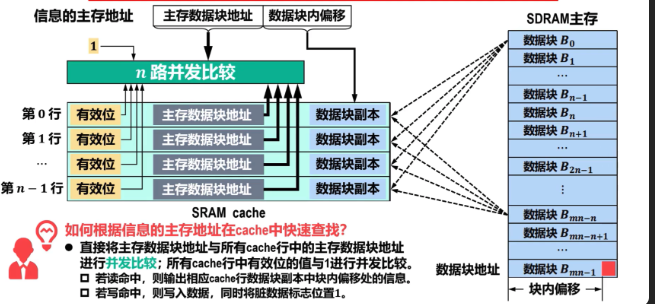 信息的主存地址
主存数据块地址 数据块内偏移
SDRAM主存
1
n 路并发比较
第 0 行 有效位 主存数据块地址 数据块副本
第 1 行 有效位 主存数据块地址 数据块副本
... 有效位 主存数据块地址 数据块副本
第 n − 1 行 有效位 主存数据块地址 数据块副本
SRAM cache
数据块 B0
数据块 B1
...
数据块 Bn−1
数据块 Bn
数据块 Bn+1
...
数据块 B2n−1
⋮
数据块 Bmn−n
数据块 Bmn−n+1
...
数据块地址 数据块 Bmn−1
块内偏移
如何根据信息的主存地址在cache中快速查找？
● 直接将主存数据块地址与所有cache行中的主存数据块地址
进行并发比较；所有cache行中有效位的值与1进行并发比较。
□ 若读命中，则输出相应cache行数据块副本中块内偏移处的信息。
□ 若写命中，则写入数据，同时将脏数据标志位置1。